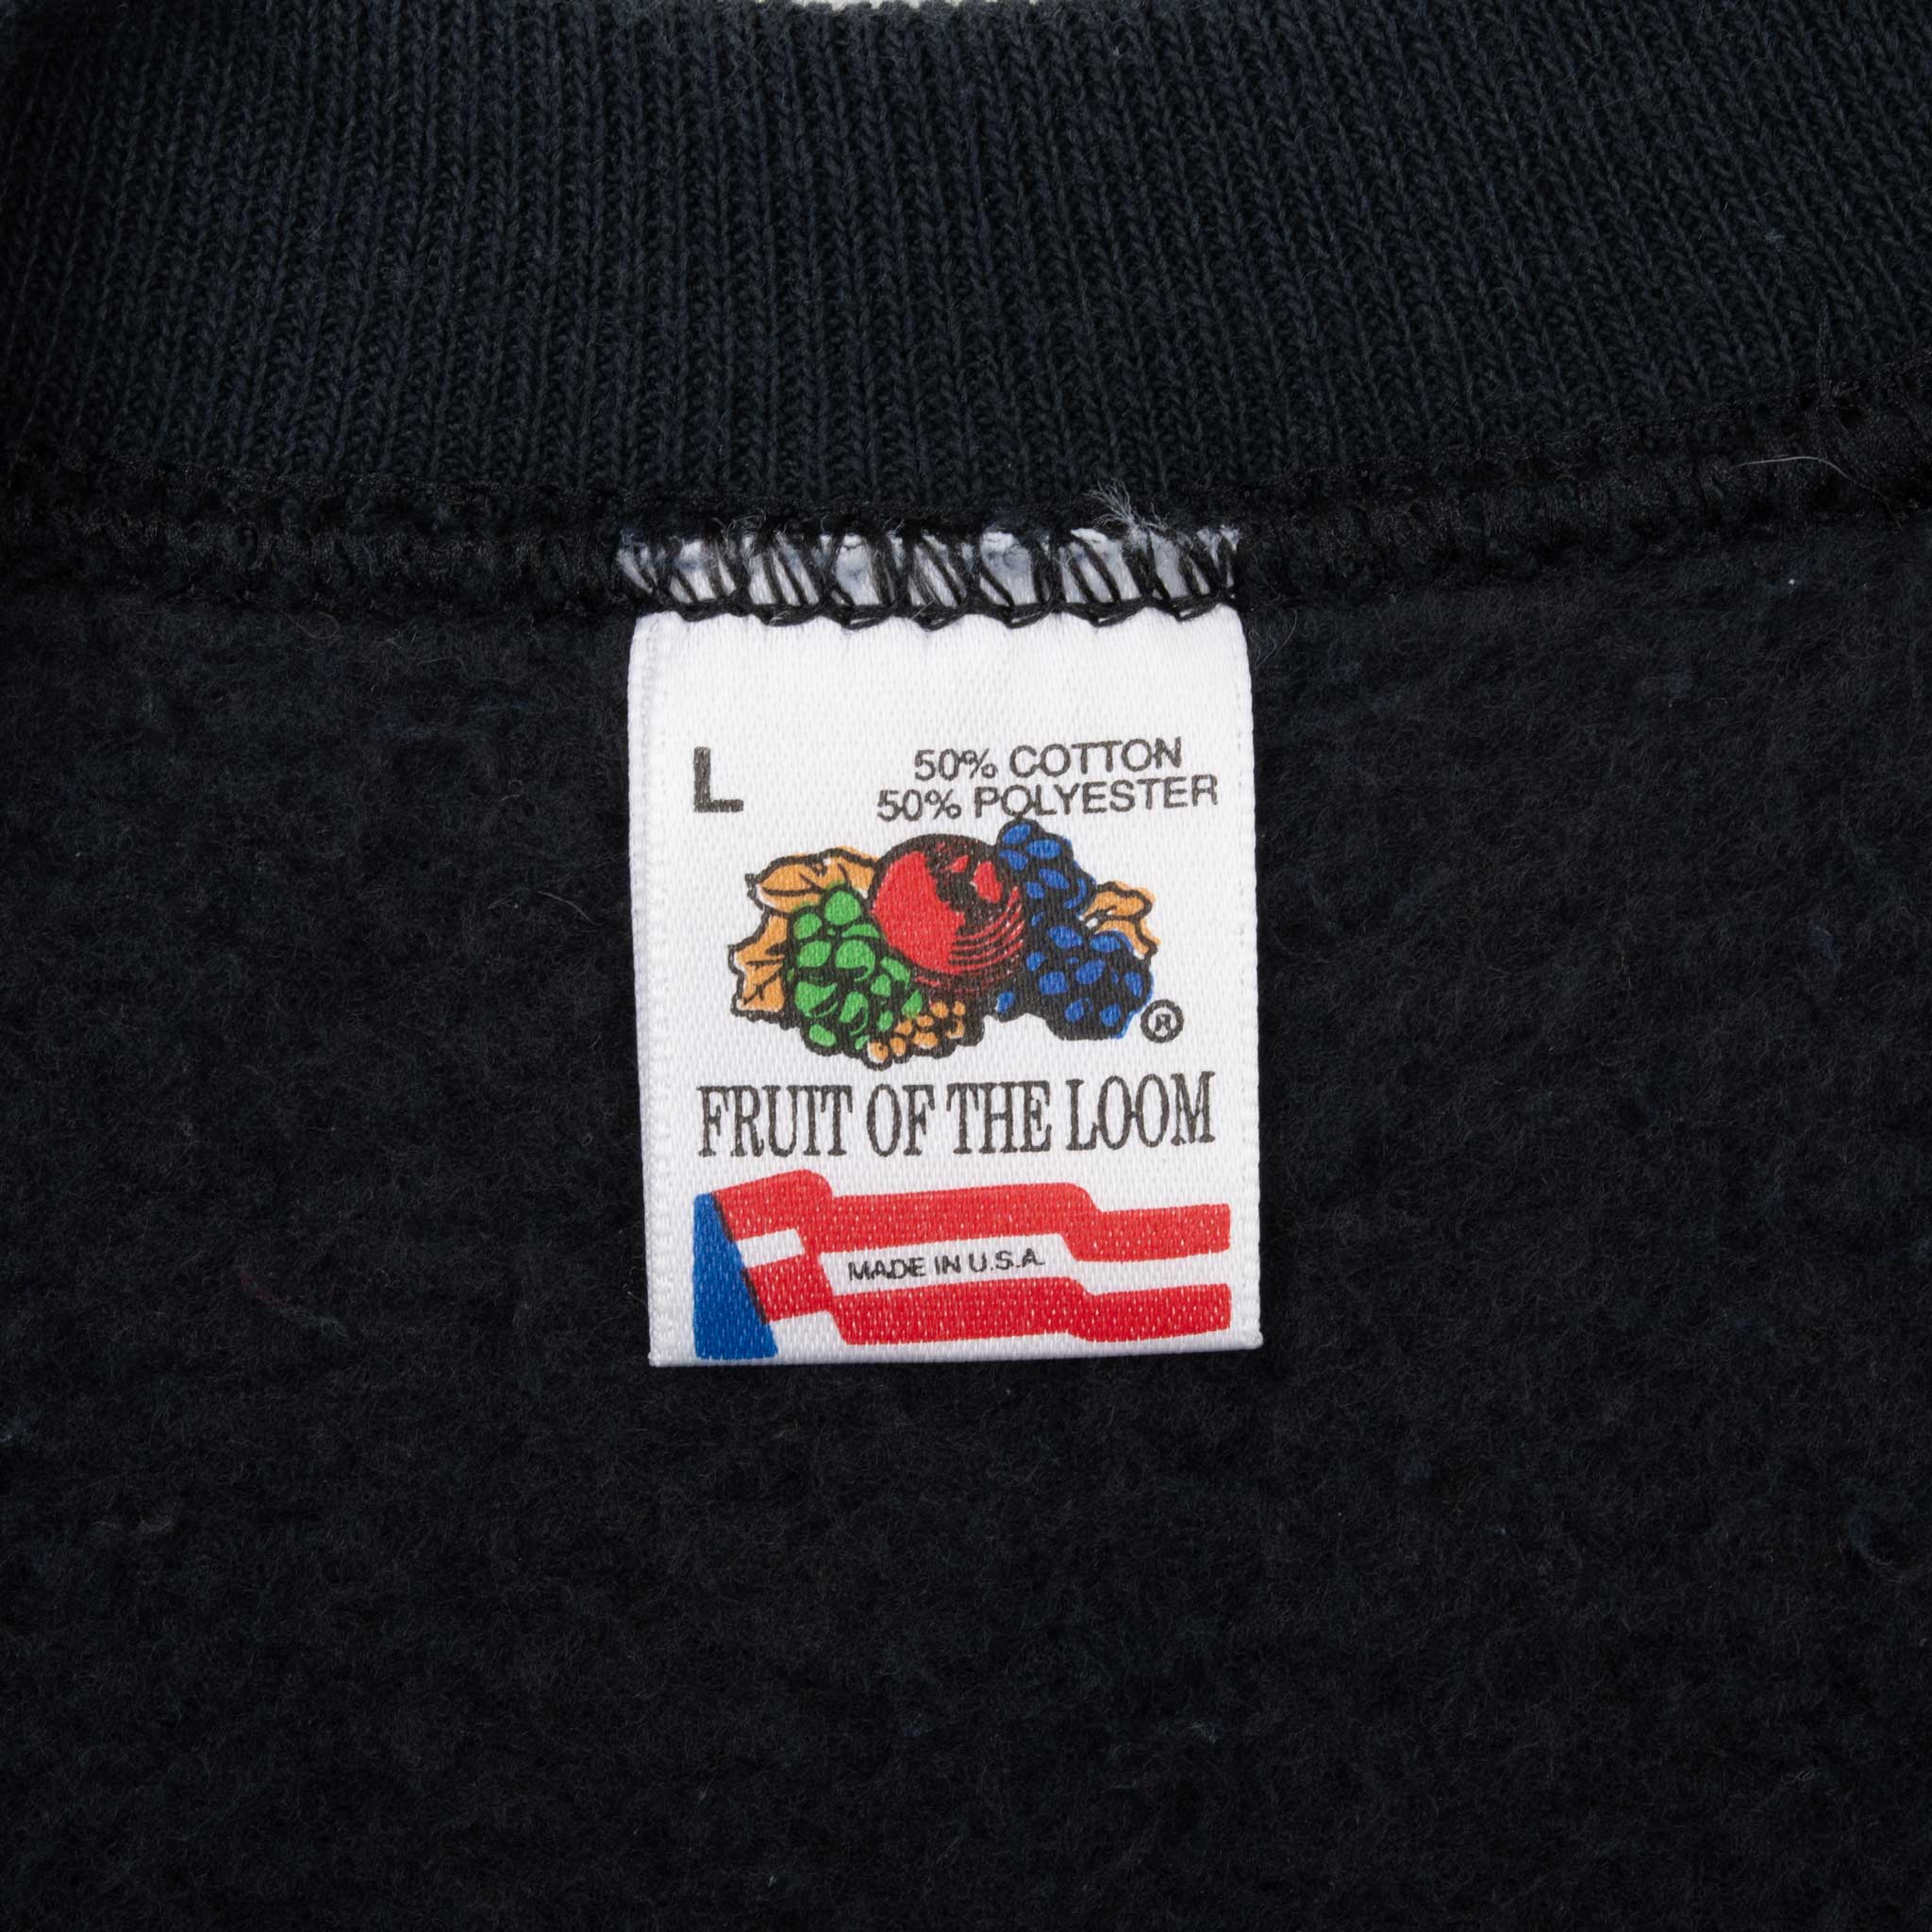 L
50% COTTON
50% POLYESTER
®
FRUIT OF THE LOOM
MADE IN U.S.A.